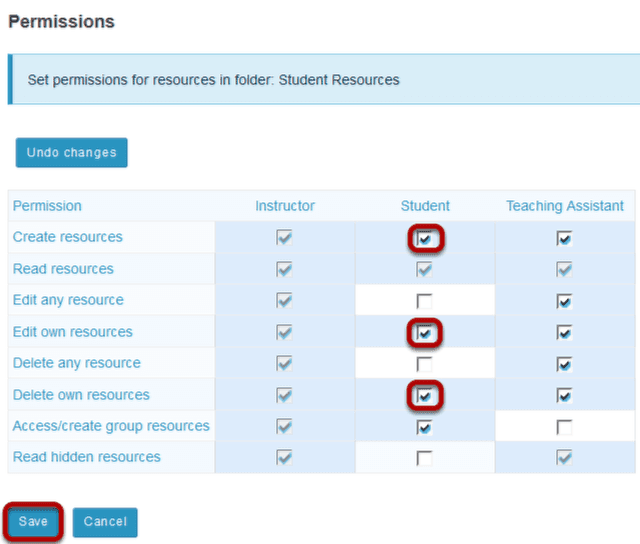 Permissions
Set permissions for resources in folder: Student Resources
Undo changes
Permission Instructor Student Teaching Assistant
Create resources
Read resources
Edit any resource
Edit own resources
Delete any resource
Delete own resources
Access/create group resources
Read hidden resources
Save Cancel